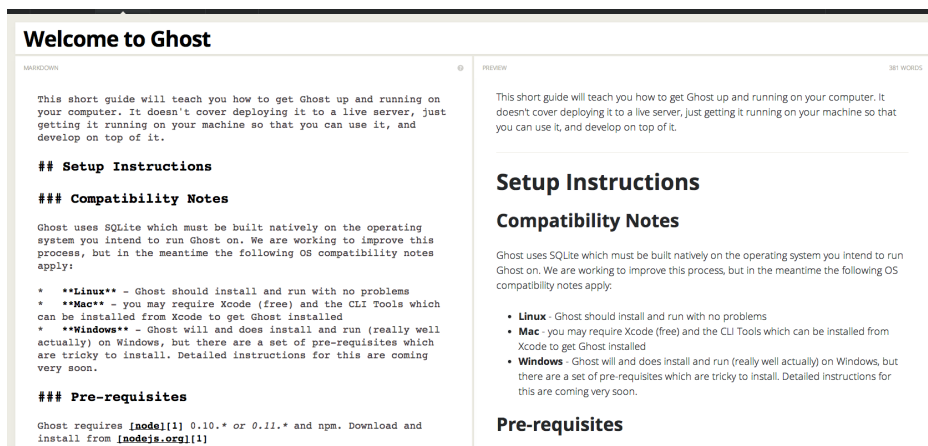 Welcome to Ghost
MARKDOWN
This short guide will teach you how to get Ghost up and running on
your computer. It doesn't cover deploying it to a live server, just
getting it running on your machine so that you can use it, and
develop on top of it.
## Setup Instructions
### Compatibility Notes
Ghost uses SQLite which must be built natively on the operating
system you intend to run Ghost on. We are working to improve this
process, but in the meantime the following OS compatibility notes
apply:
* **Linux** - Ghost should install and run with no problems
* **Mac** - you may require Xcode (free) and the CLI Tools which
can be installed from Xcode to get Ghost installed
* **Windows** - Ghost will and does install and run (really well
actually) on Windows, but there are a set of pre-requisites which
are tricky to install. Detailed instructions for this are coming
very soon.
### Pre-requisites
Ghost requires [node][1] 0.10.* or 0.11.* and npm. Download and
install from [nodejs.org][1]
PREVIEW
381 WORDS
This short guide will teach you how to get Ghost up and running on your computer. It
doesn't cover deploying it to a live server, just getting it running on your machine so that
you can use it, and develop on top of it.
Setup Instructions
Compatibility Notes
Ghost uses SQLite which must be built natively on the operating system you intend to run
Ghost on. We are working to improve this process, but in the meantime the following OS
compatibility notes apply:
• Linux - Ghost should install and run with no problems
• Mac - you may require Xcode (free) and the CLI Tools which can be installed from
Xcode to get Ghost installed
• Windows - Ghost will and does install and run (really well actually) on Windows, but
there are a set of pre-requisites which are tricky to install. Detailed instructions for
this are coming very soon.
Pre-requisites